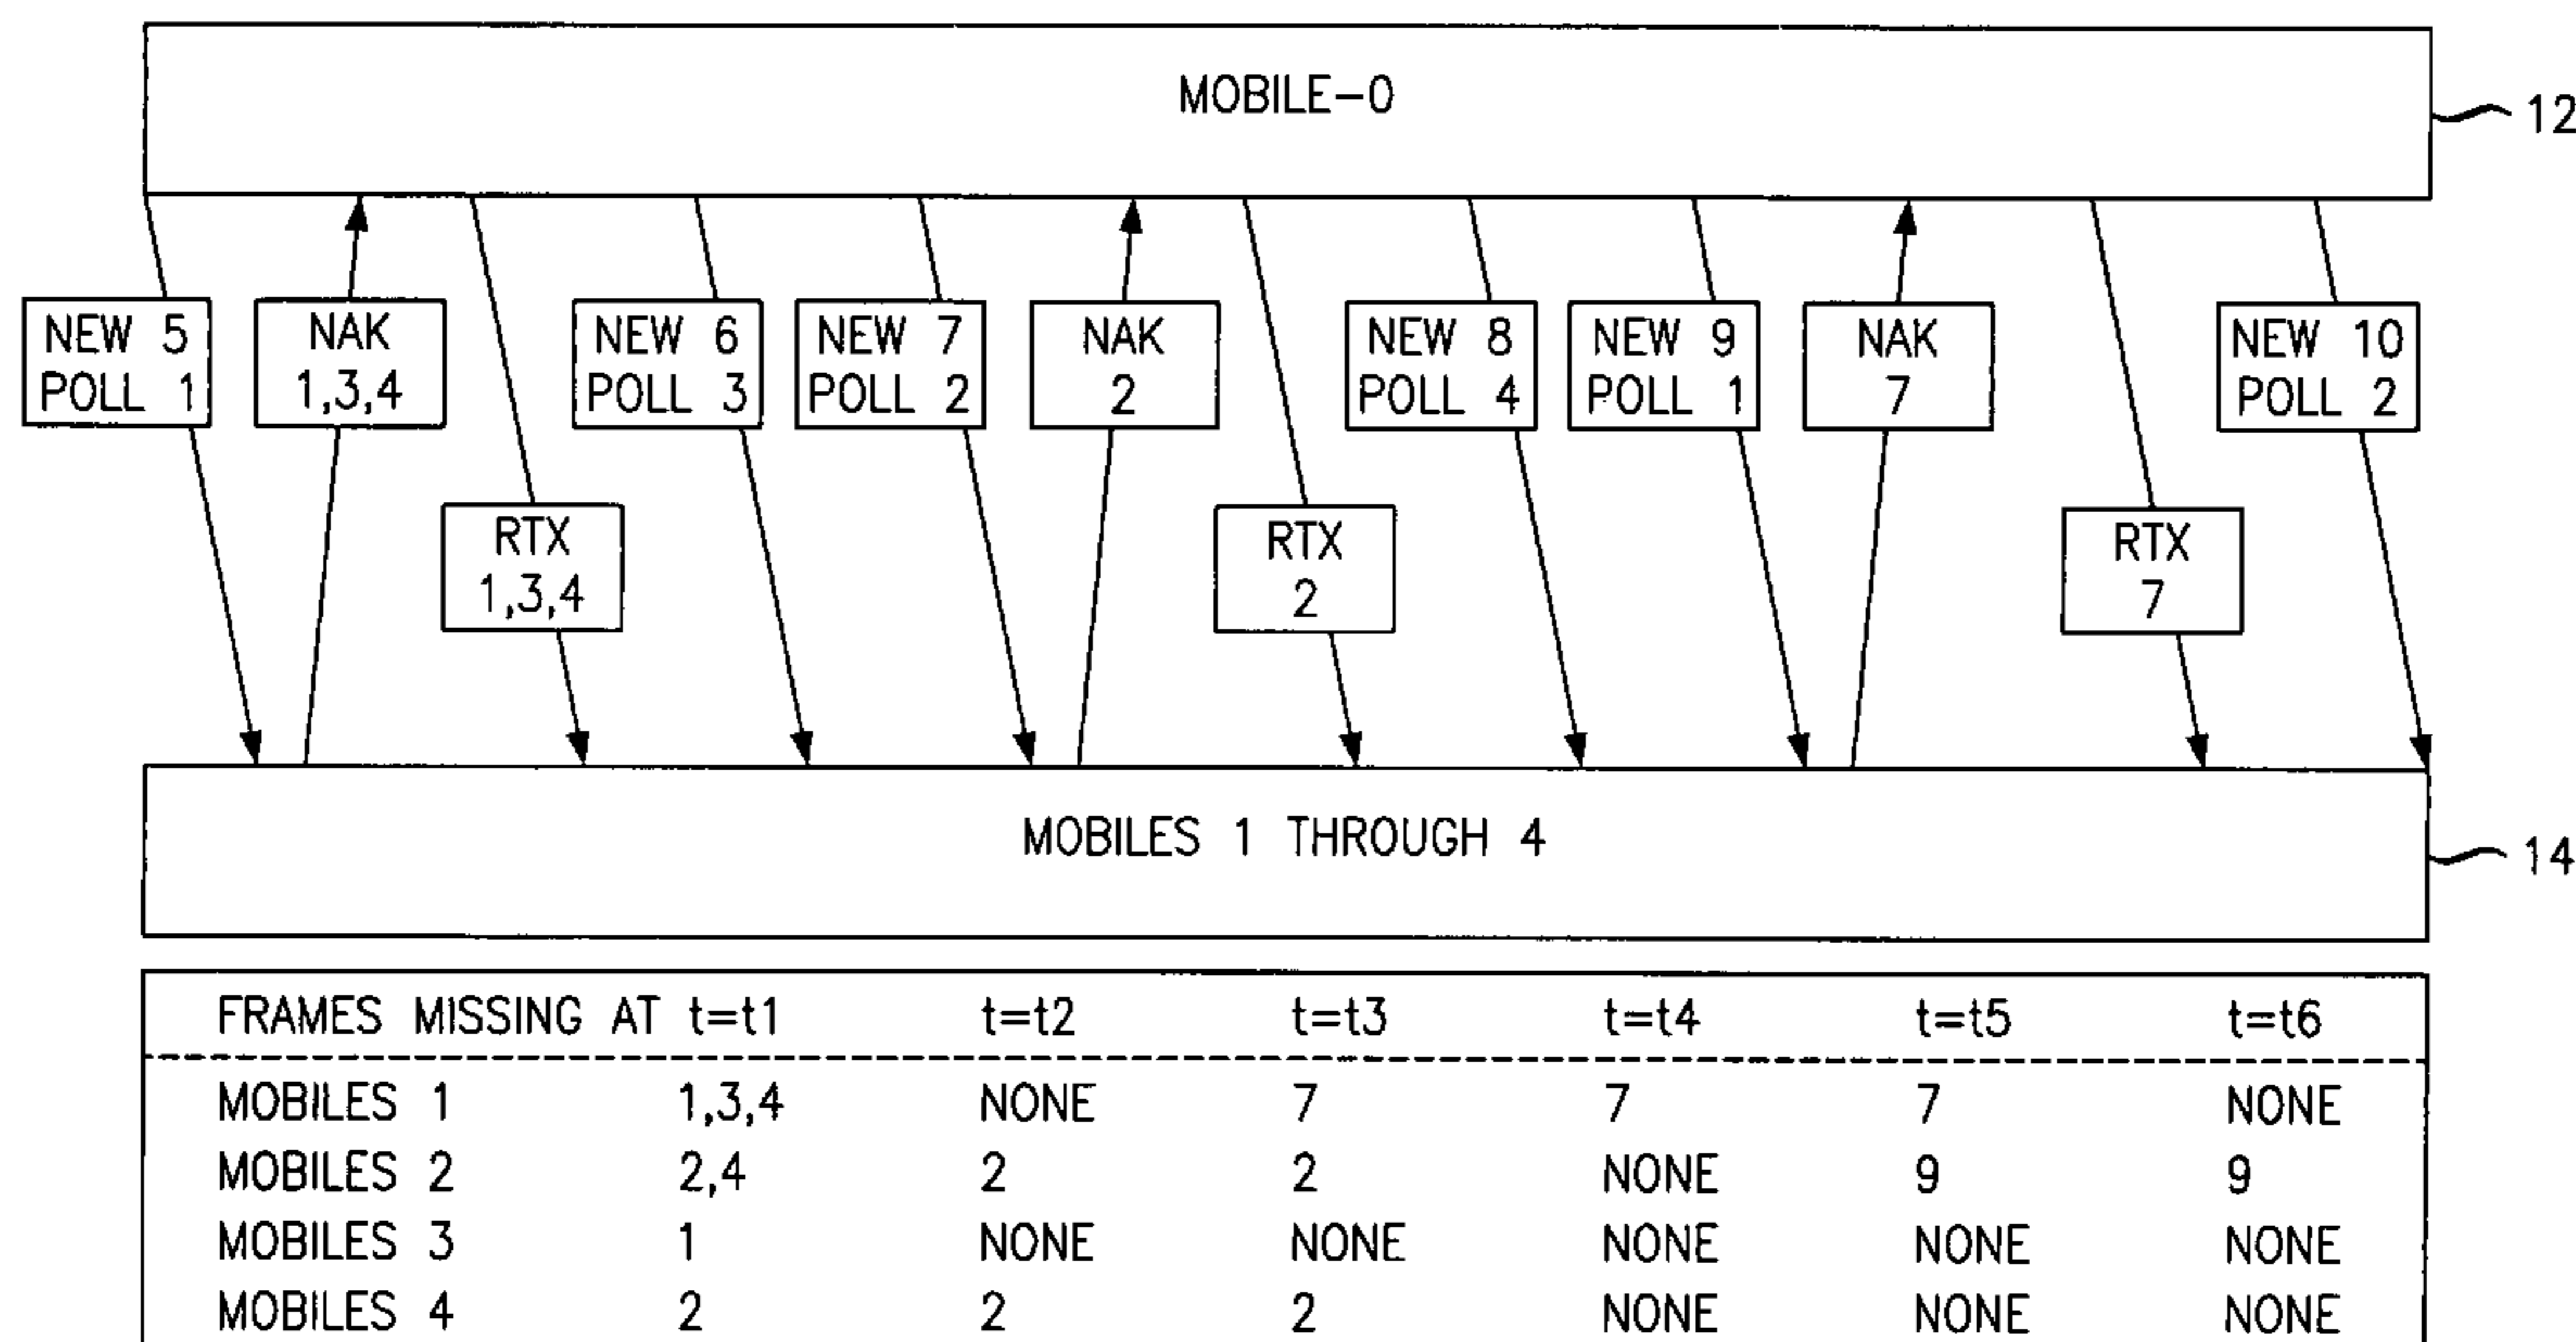 MOBILE-0
12
NEW 5
POLL 1
NAK
1,3,4
RTX
1,3,4
NEW 6
POLL 3
NEW 7
POLL 2
NAK
2
RTX
2
NEW 8
POLL 4
NEW 9
POLL 1
NAK
7
RTX
7
NEW 10
POLL 2
MOBILES 1 THROUGH 4
14
FRAMES MISSING AT t=t1 t=t2 t=t3 t=t4 t=t5 t=t6
MOBILES 1 1,3,4 NONE 7 7 7 NONE
MOBILES 2 2,4 2 2 NONE 9 9
MOBILES 3 1 NONE NONE NONE NONE NONE
MOBILES 4 2 2 2 NONE NONE NONE